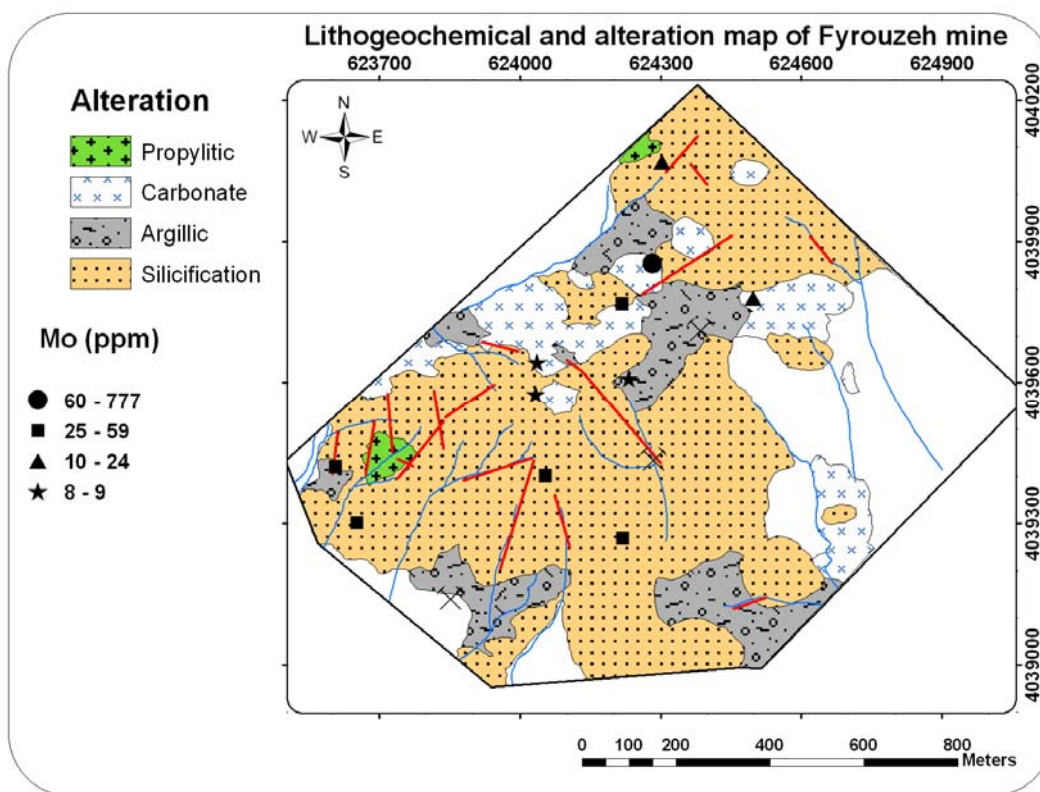 Lithogeochemical and alteration map of Fyrouzeh mine
623700 624000 624300 624600 624900
4040200
4039900
4039600
4039300
4039000
N
W E
S
Alteration
Propylitic
Carbonate
Argillic
Silicification
Mo (ppm)
60 - 777
25 - 59
10 - 24
8 - 9
0 100 200 400 600 800
Meters